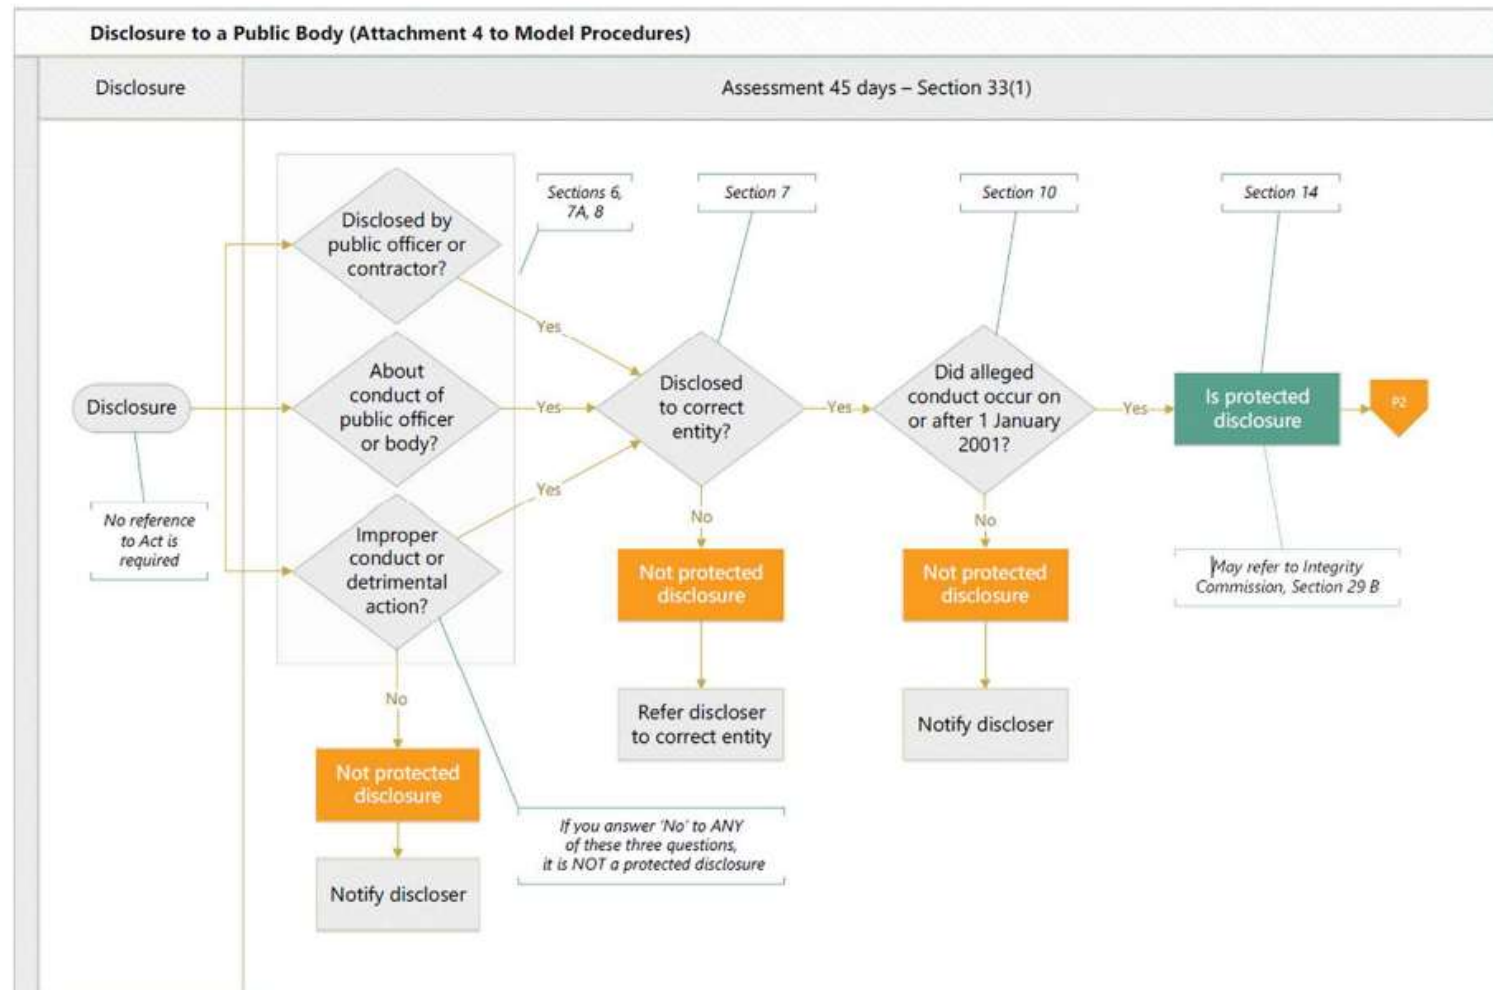 Disclosure to a Public Body (Attachment 4 to Model Procedures)
Disclosure
Assessment 45 days – Section 33(1)
Disclosed by
public officer or
contractor?
Sections 6,
7A, 8
Section 7
Section 10
Section 14
Yes
About
conduct of
public officer
or body?
Disclosure
Yes
Disclosed
to correct
entity?
Yes
Did alleged
conduct occur on
or after 1 January
2001?
Yes
Is protected
disclosure
P2
No reference
to Act is
required
Yes
Improper
conduct or
detrimental
action?
No
Not protected
disclosure
No
Not protected
disclosure
May refer to Integrity
Commission, Section 29 B
No
Refer discloser
to correct entity
Notify discloser
Not protected
disclosure
If you answer 'No' to ANY
of these three questions,
it is NOT a protected disclosure
Notify discloser